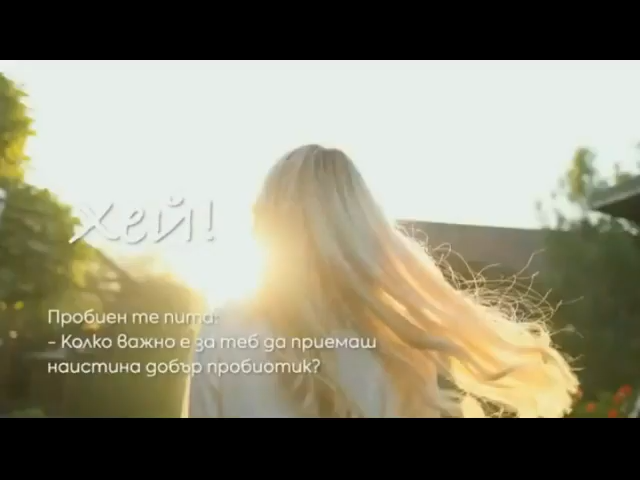 Хей!
Пробиен те пита:
- Колко важно е за теб да приемаш
наистина добър пробиотик?